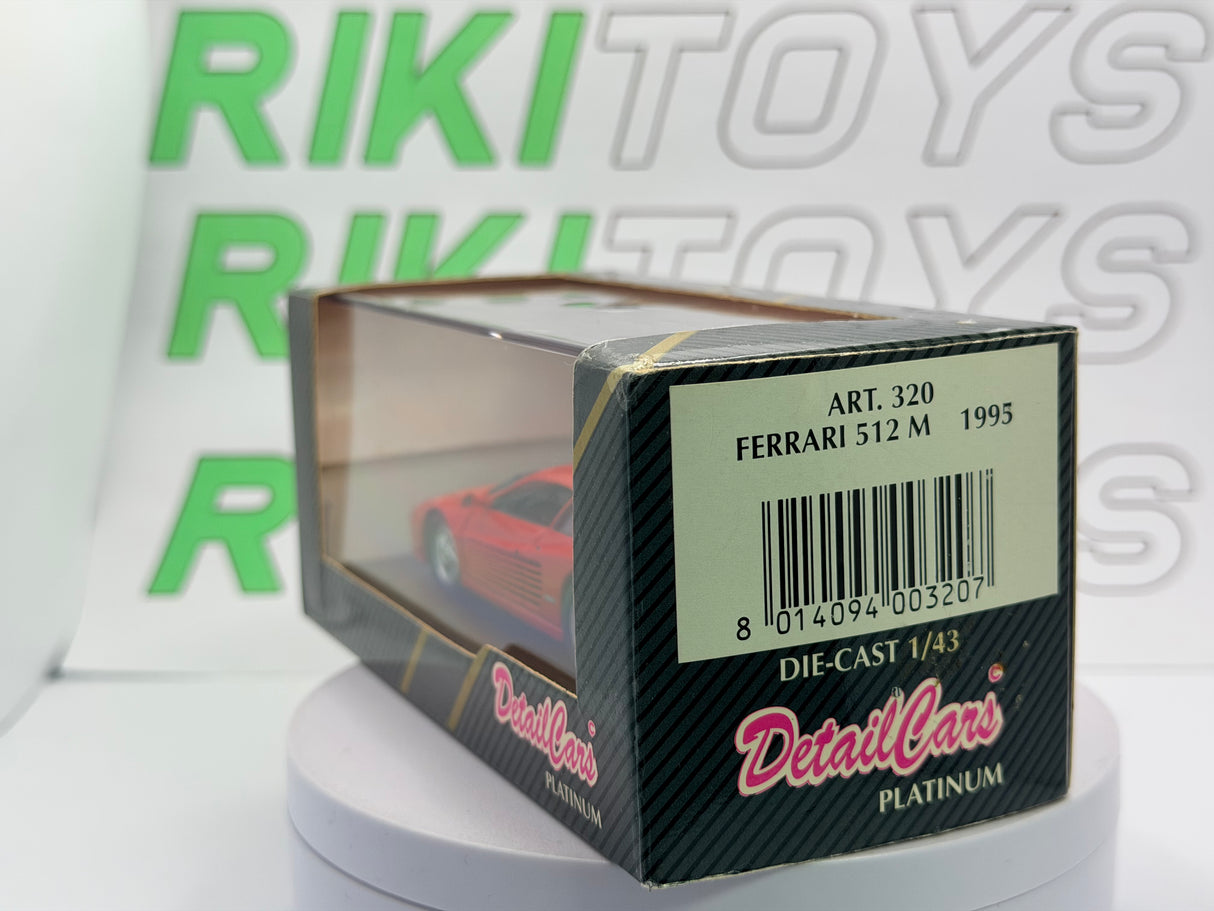 RIKITOYS
RIKITOYS
RIKITOYS
ART. 320
FERRARI 512 M 1995
8 014094 003207
DIE-CAST 1/43
DetailCars©
PLATINUM
DetailCars©
PLATINUM